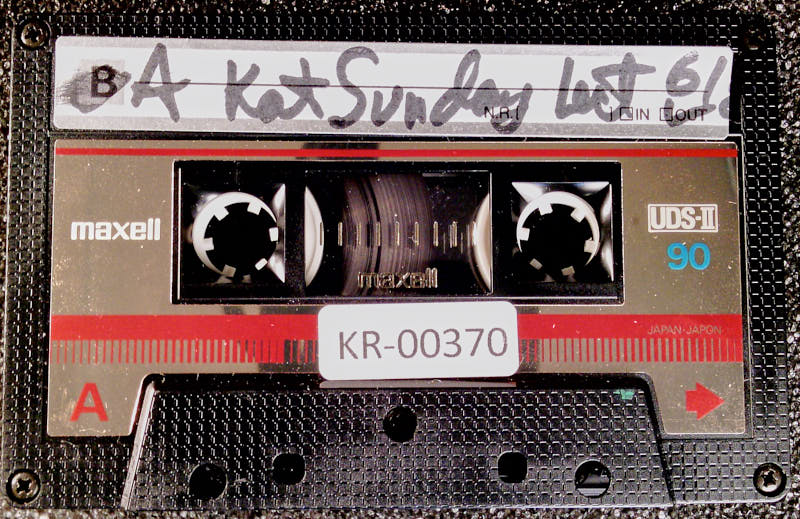 B A Kat Sunday last 6/
N.R. IN OUT
maxell
UDS-II
90
maxell
JAPAN·JAPON
KR-00370
A